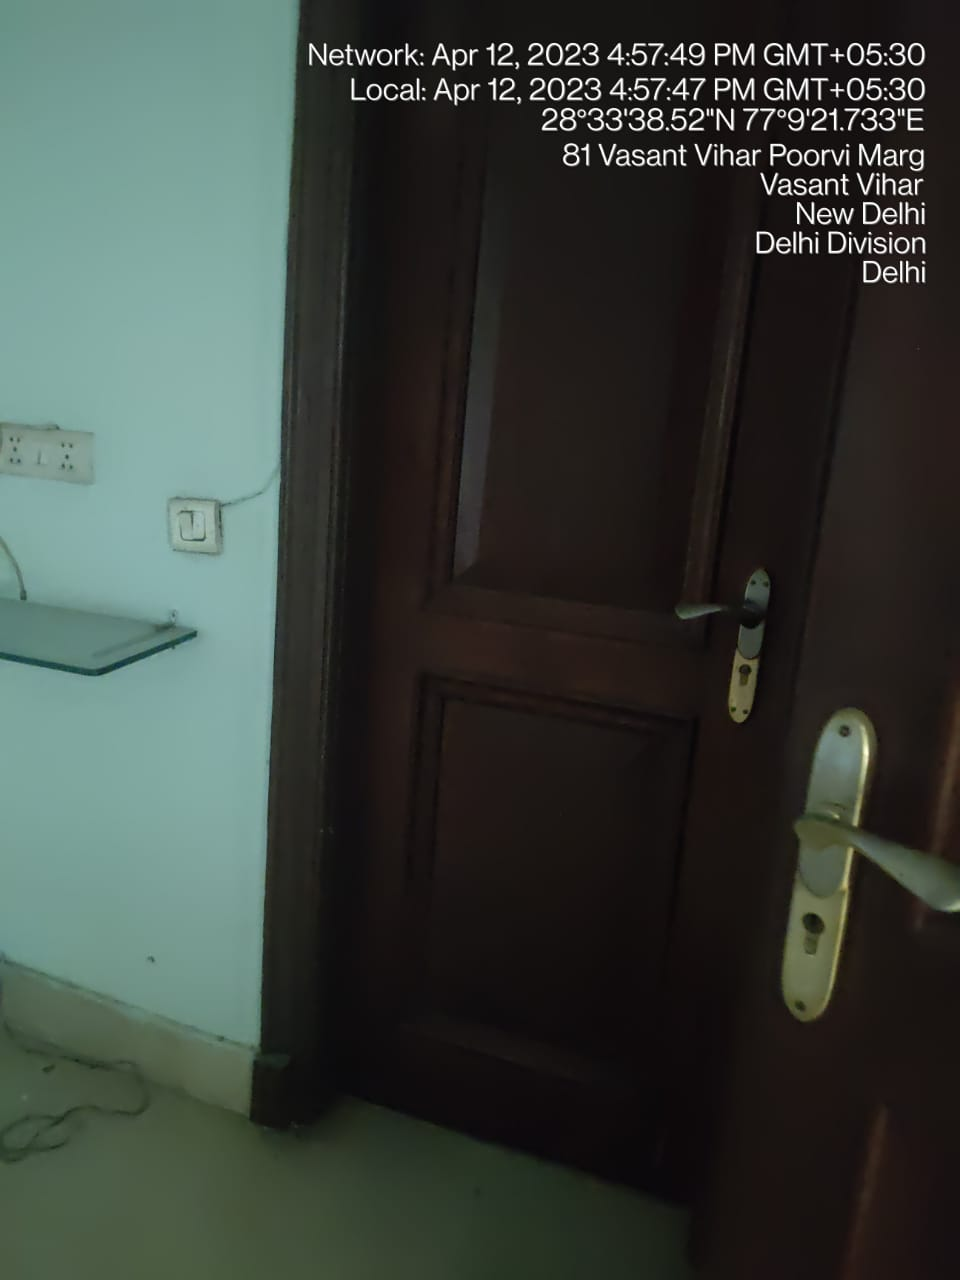 Network: Apr 12, 2023 4:57:49 PM GMT+05:30
Local: Apr 12, 2023 4:57:47 PM GMT+05:30
28°33'38.52"N 77°9'21.733"E
81 Vasant Vihar Poorvi Marg
Vasant Vihar
New Delhi
Delhi Division
Delhi